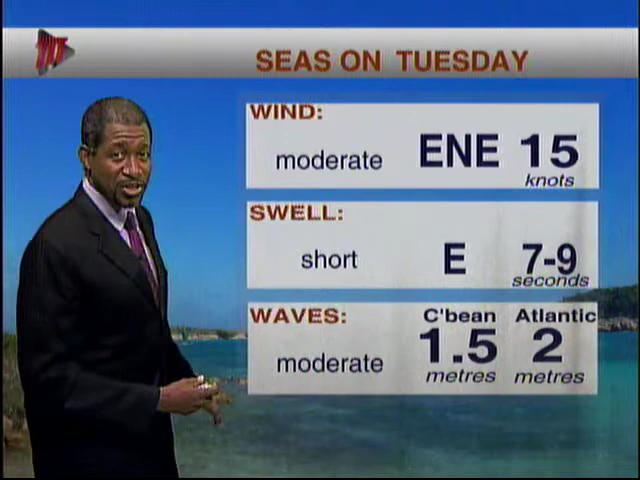 SEAS ON TUESDAY
WIND:
moderate ENE 15
knots
SWELL:
short E 7-9
seconds
WAVES: C'bean Atlantic
moderate 1.5 2
metres metres